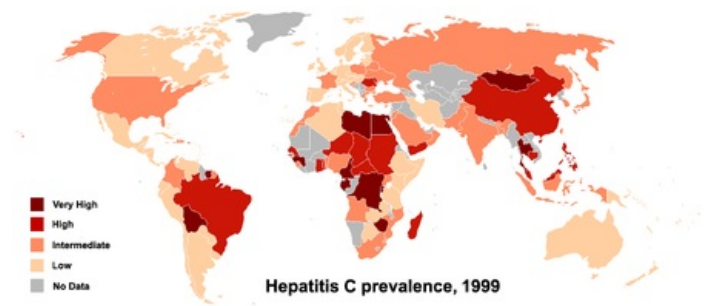 Very High
High
Intermediate
Low
No Data
Hepatitis C prevalence, 1999